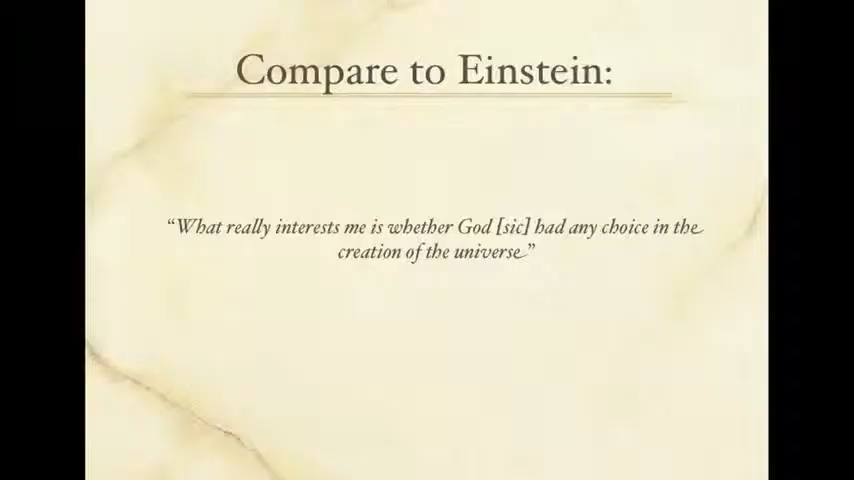 Compare to Einstein:
“What really interests me is whether God [sic] had any choice in the
creation of the universe”